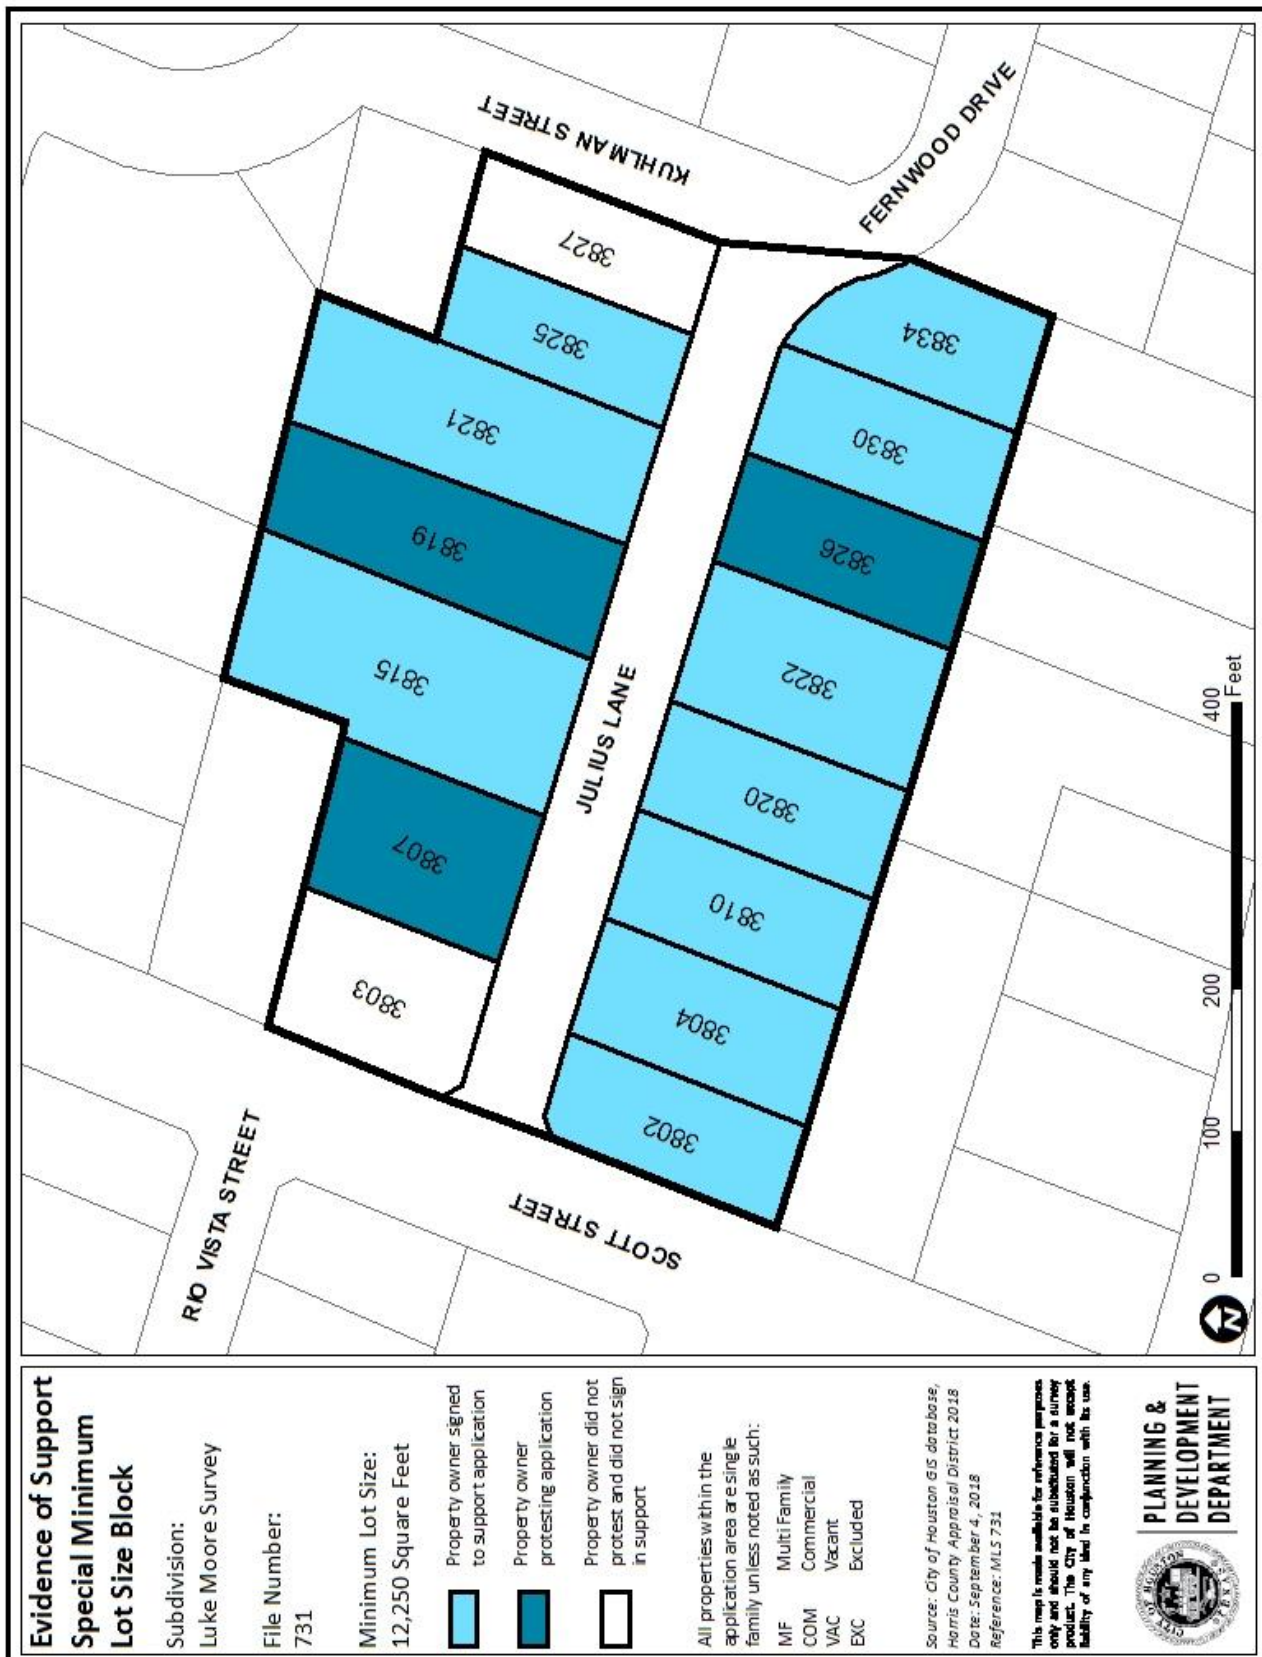 Evidence of Support
Special Minimum
Lot Size Block
Subdivision:
Luke Moore Survey
File Number:
731
Minimum Lot Size:
12,250 Square Feet
Property owner signed
to support application
Property owner
protesting application
Property owner did not
protest and did not sign
in support
All properties within the
application area are single
family unless noted as such:
MF Multi Family
COM Commercial
VAC Vacant
EXC Excluded
Source: City of Houston GIS database,
Harris County Appraisal District 2018
Date: September 4, 2018
Reference: MLS 731
This map is made available for reference purposes
only and should not be substituted for a survey
product. The City of Houston will not accept
liability of any kind in conjunction with its use.
CITY OF HOUSTON
TEXAS
PLANNING &
DEVELOPMENT
DEPARTMENT
RIO VISTA STREET
SCOTT STREET
JULIUS LANE
KUHLMAN STREET
FERNWOOD DRIVE
3803
3807
3815
3819
3821
3825
3827
3802
3804
3810
3820
3822
3826
3830
3834
N
0 100 200 400
Feet